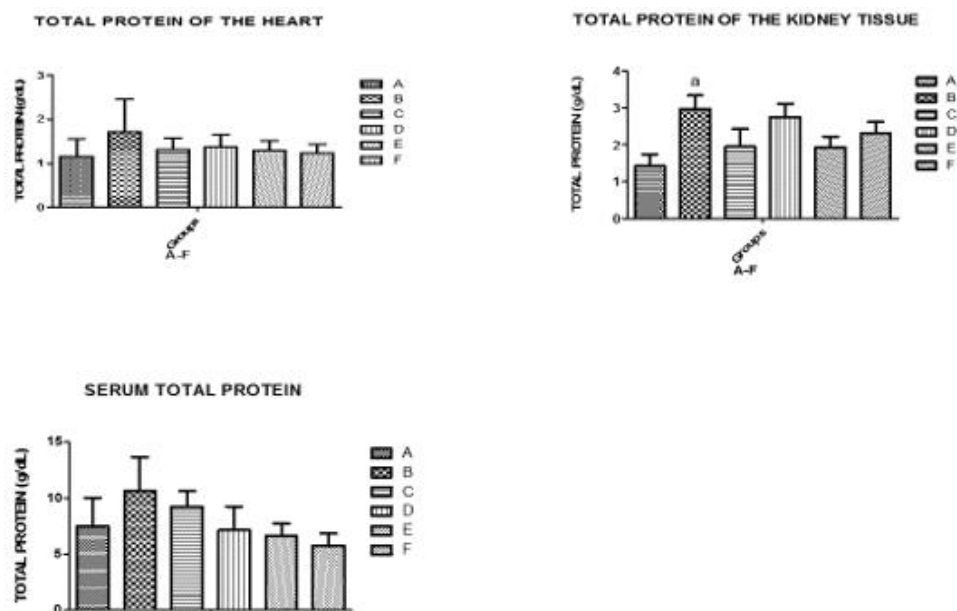 TOTAL PROTEIN OF THE HEART
TOTAL PROTEIN (g/dL)
3
2
1
0
Groups
A-F
A
B
C
D
E
F
TOTAL PROTEIN OF THE KIDNEY TISSUE
TOTAL PROTEIN (g/dL)
4
3
2
1
0
a
Groups
A-F
A
B
C
D
E
F
SERUM TOTAL PROTEIN
TOTAL PROTEIN (g/dL)
15
10
5
0
A
B
C
D
E
F